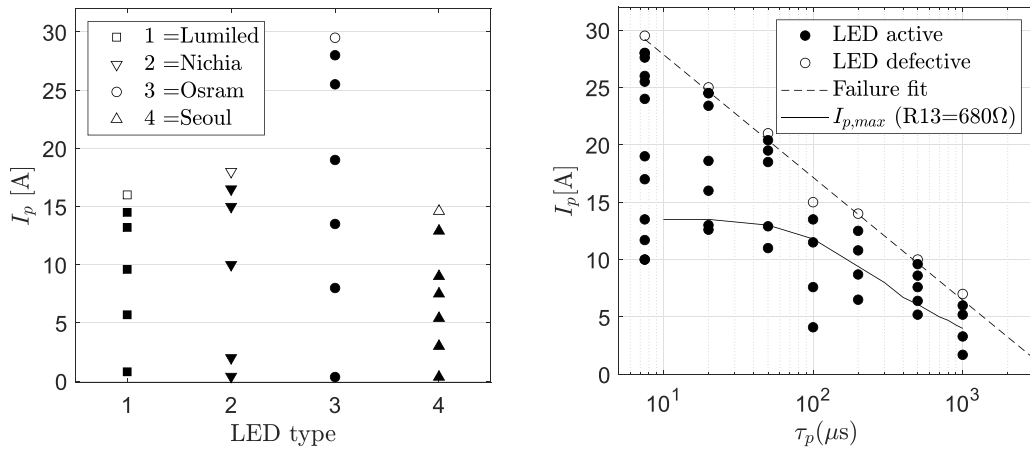 30
25
20
15
10
5
0
I_p [A]
1 =Lumiled
2 =Nichia
3 =Osram
4 =Seoul
1 2 3 4
LED type
30
25
20
15
10
5
0
I_p[A]
LED active
LED defective
Failure fit
I_{p,max} (R13=680Ω)
10^1 10^2 10^3
τ_p(μs)